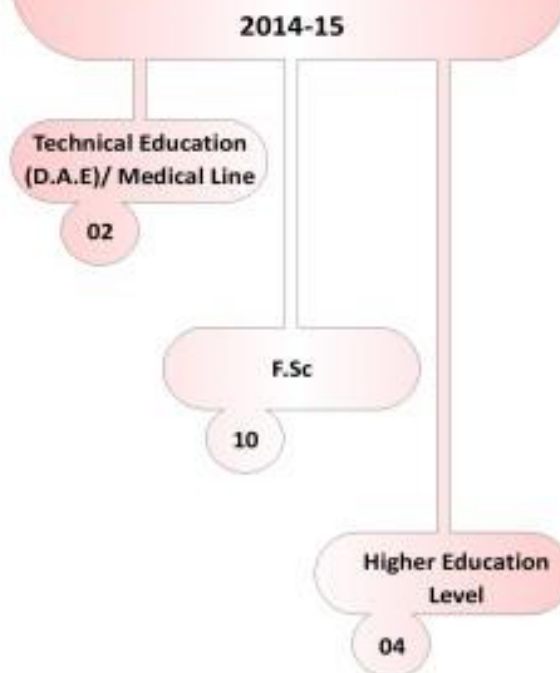 2014-15
Technical Education
(D.A.E)/ Medical Line
02
F.Sc
10
Higher Education
Level
04